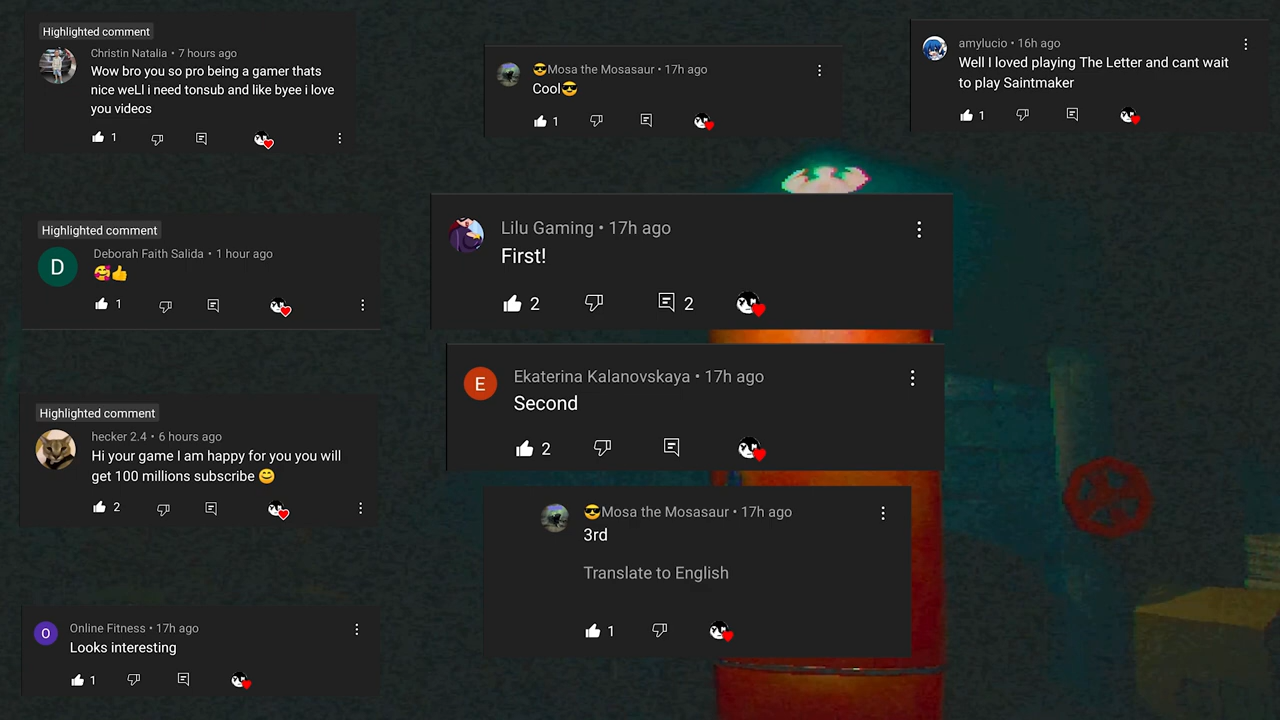 Highlighted comment
Christin Natalia • 7 hours ago
Wow bro you so pro being a gamer thats
nice weLl i need tonsub and like byee i love
you videos
1
Highlighted comment
Deborah Faith Salida • 1 hour ago
🥰👍
D
1
Highlighted comment
hecker 2.4 • 6 hours ago
Hi your game I am happy for you you will
get 100 millions subscribe 😊
2
Online Fitness • 17h ago
O
Looks interesting
1
😎Mosa the Mosasaur • 17h ago
Cool😎
1
Lilu Gaming • 17h ago
First!
2 2
Ekaterina Kalanovskaya • 17h ago
E
Second
2
😎Mosa the Mosasaur • 17h ago
3rd
Translate to English
1
amylucio • 16h ago
Well I loved playing The Letter and cant wait
to play Saintmaker
1